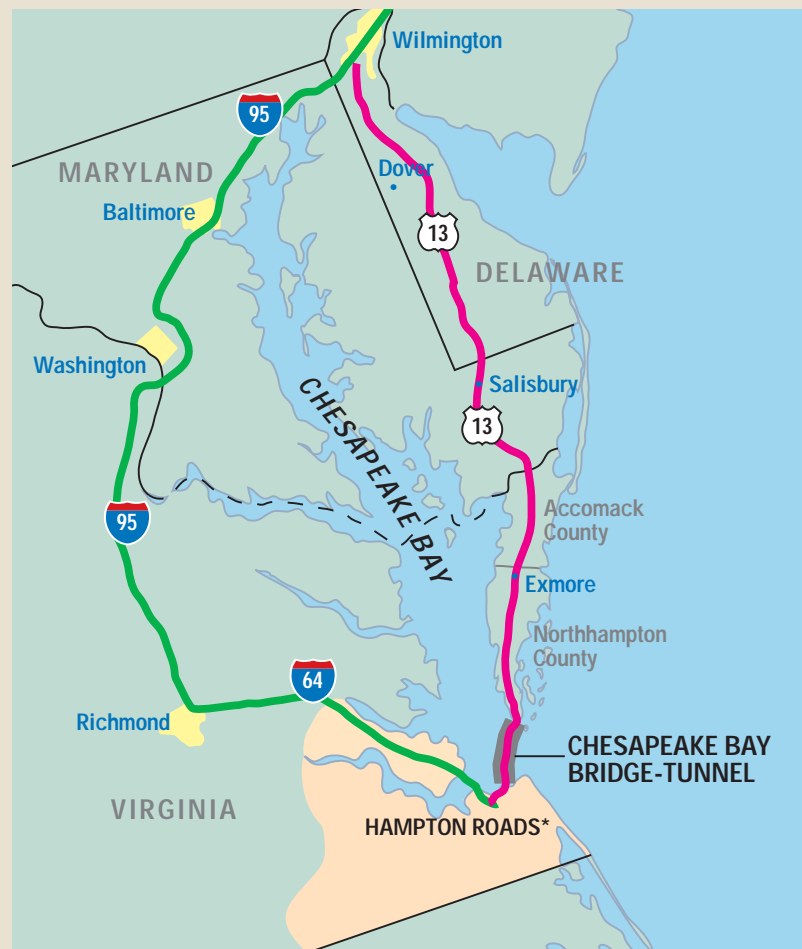 Wilmington
95
MARYLAND
Dover
Baltimore
13
DELAWARE
Washington
Salisbury
CHESAPEAKE BAY
13
95
Accomack
County
Exmore
Northhampton
County
64
Richmond
CHESAPEAKE BAY
BRIDGE-TUNNEL
VIRGINIA
HAMPTON ROADS*